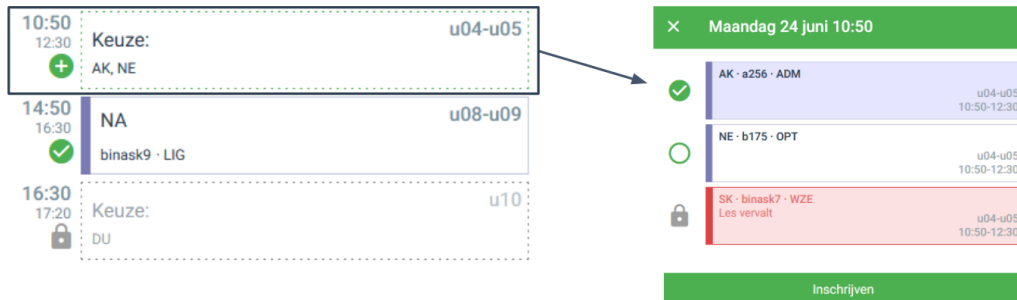 10:50
12:30
Keuze:
AK, NE
u04-u05
14:50
16:30
NA
binask9 · LIG
u08-u09
16:30
17:20
Keuze:
DU
u10
Maandag 24 juni 10:50
AK · a256 · ADM
u04-u05
10:50-12:30
NE · b175 · OPT
u04-u05
10:50-12:30
SK · binask7 · WZE
Les vervalt
u04-u05
10:50-12:30
Inschrijven